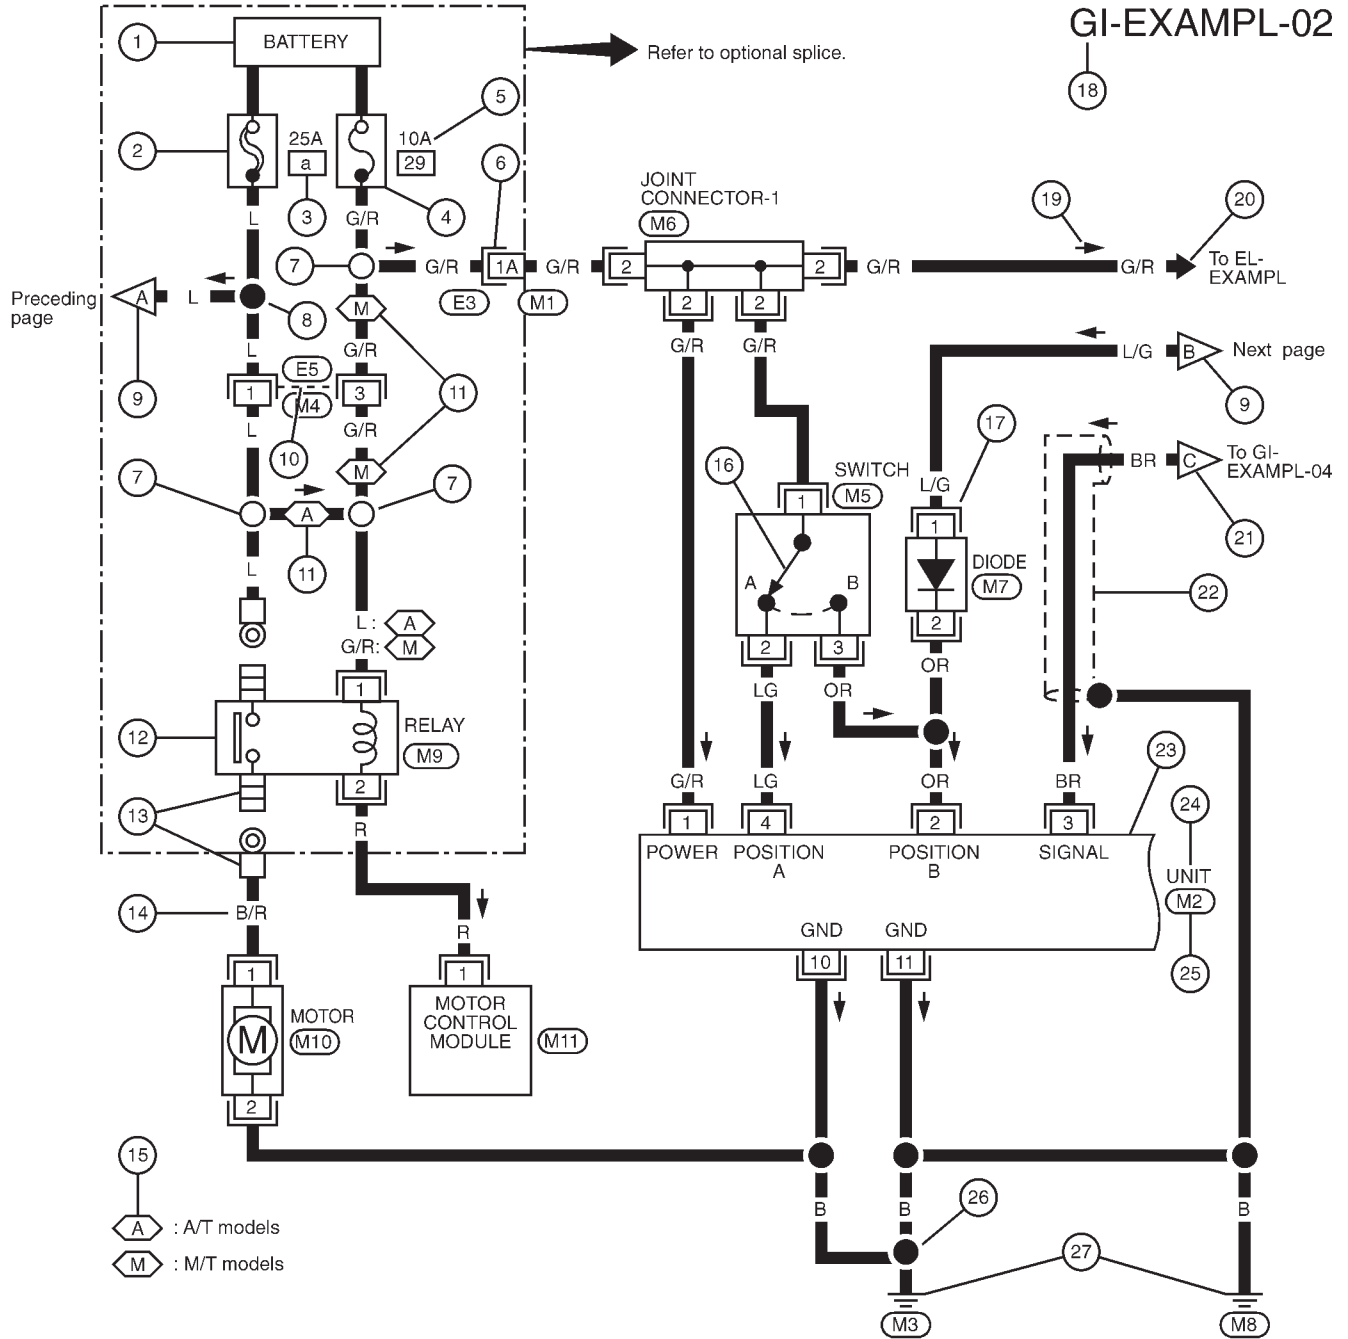 GI-EXAMPL-02
1
BATTERY
Refer to optional splice.
18
5
2
25A
10A
a
29
6
3
4
L
G/R
JOINT
CONNECTOR-1
M6
19
20
7
G/R
1A
G/R
2
2
G/R
G/R
To EL-
EXAMPL
Preceding
page
A
L
8
M
E3
M1
2
2
9
L
G/R
G/R
G/R
L/G
B
Next page
E5
1
3
M4
11
9
L
G/R
10
17
BR
C
To GI-
EXAMPL-04
7
M
7
16
SWITCH
M5
L/G
1
1
A
11
21
L
A
B
DIODE
M7
22
L :
A
G/R:
M
2
3
2
1
LG
OR
OR
12
RELAY
M9
2
G/R
LG
OR
BR
23
13
R
1
4
2
3
24
POWER
POSITION
A
POSITION
B
SIGNAL
UNIT
M2
14
B/R
R
GND
GND
1
1
10
11
25
MOTOR
M10
M
MOTOR
CONTROL
MODULE
M11
2
15
A
: A/T models
B
B
B
26
M
: M/T models
27
M3
M8